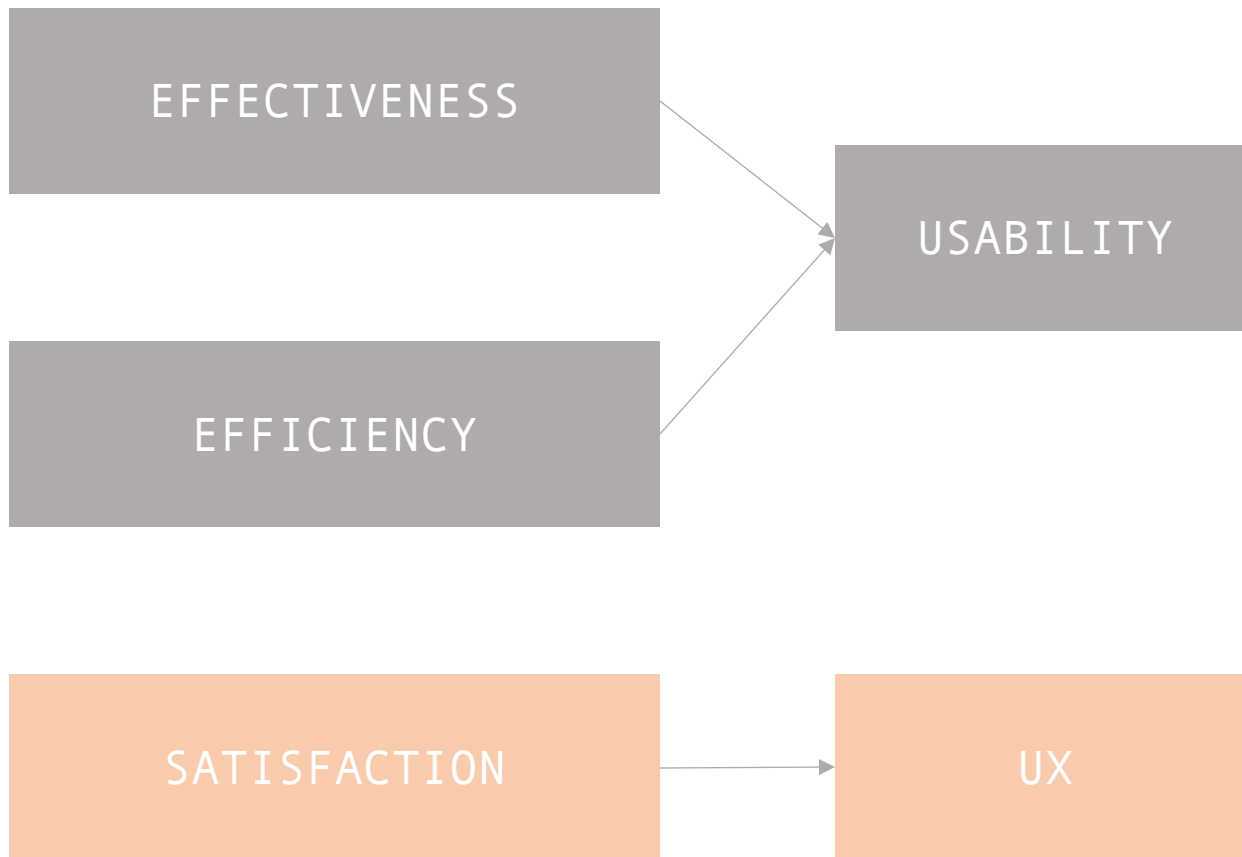 EFFECTIVENESS
USABILITY
EFFICIENCY
SATISFACTION
UX